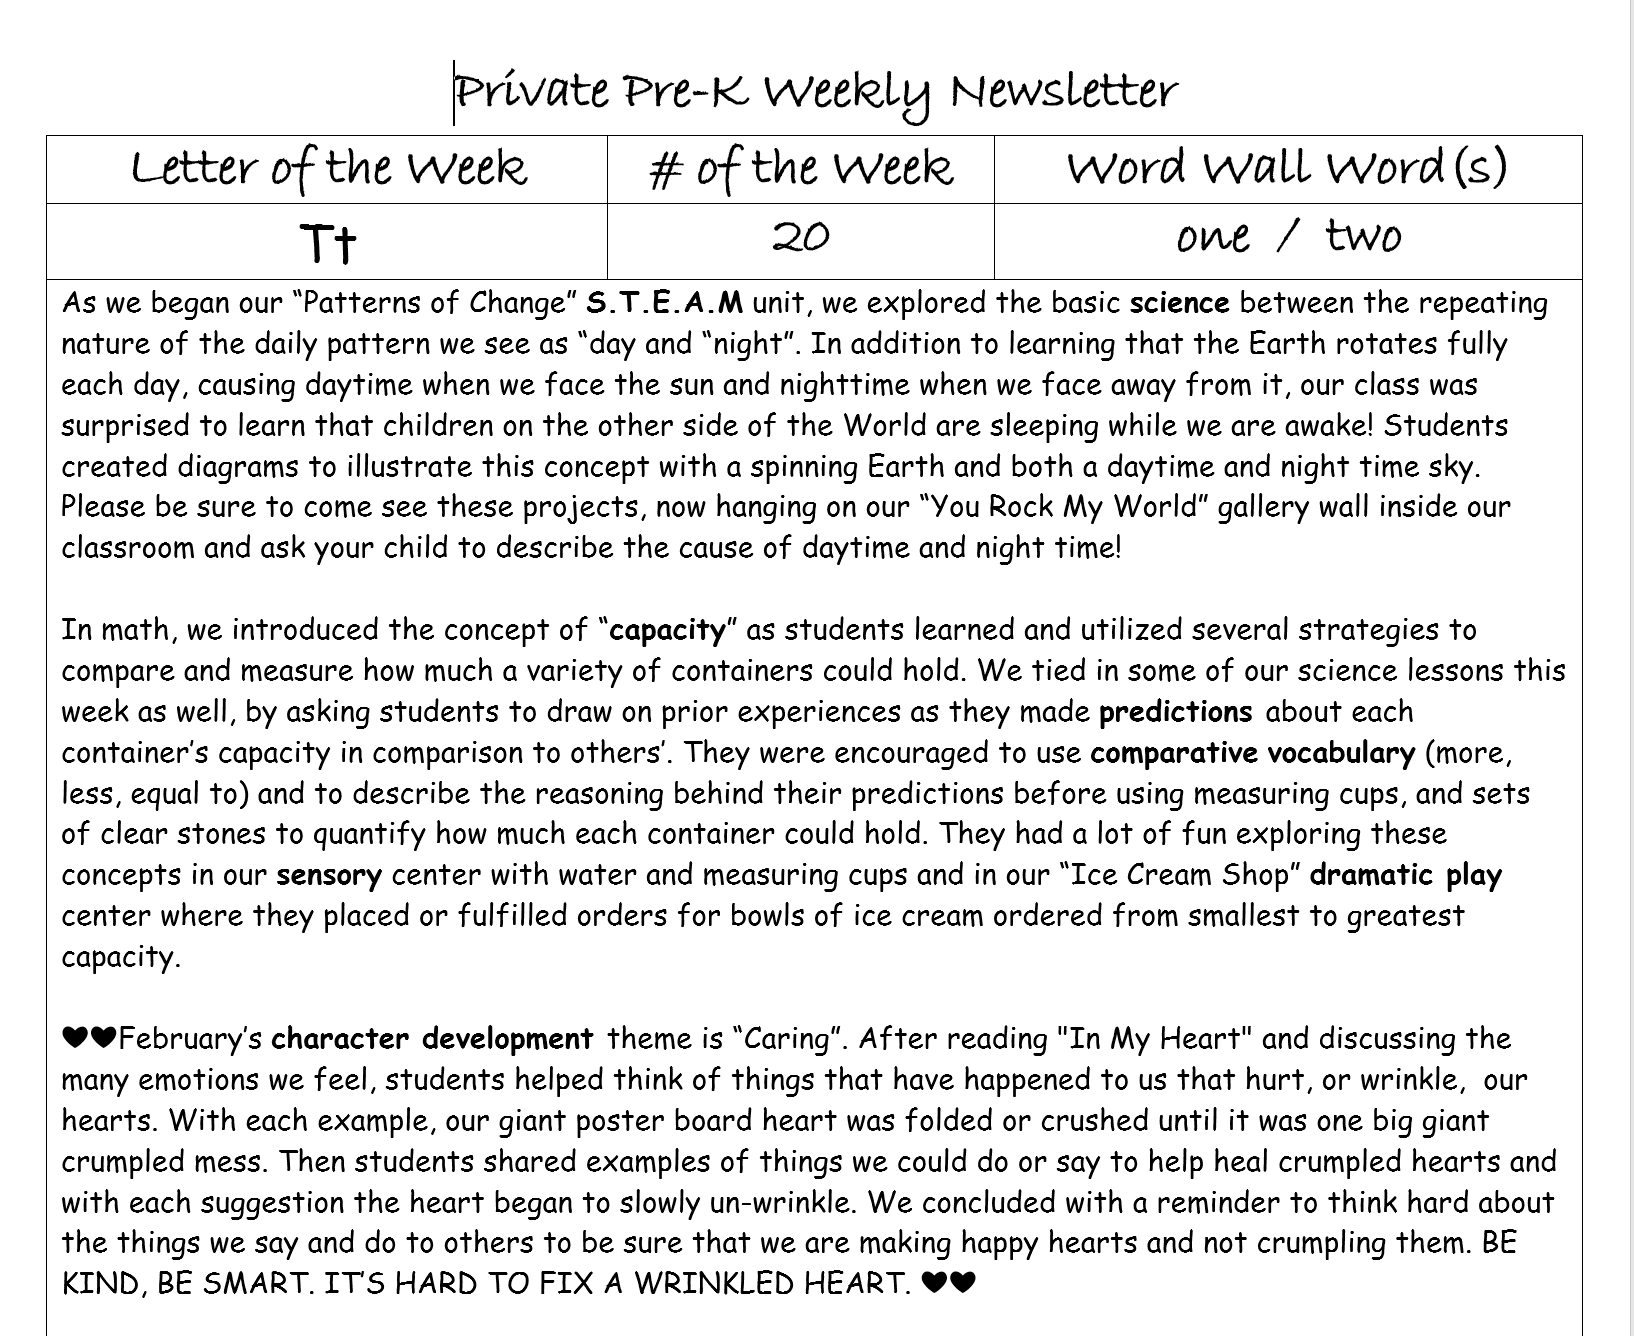 Private Pre-K Weekly Newsletter
Letter of the Week # of the Week Word Wall Word(s)
Tt 20 one / two
As we began our “Patterns of Change” S.T.E.A.M unit, we explored the basic science between the repeating
nature of the daily pattern we see as “day and “night”. In addition to learning that the Earth rotates fully
each day, causing daytime when we face the sun and nighttime when we face away from it, our class was
surprised to learn that children on the other side of the World are sleeping while we are awake! Students
created diagrams to illustrate this concept with a spinning Earth and both a daytime and night time sky.
Please be sure to come see these projects, now hanging on our “You Rock My World” gallery wall inside our
classroom and ask your child to describe the cause of daytime and night time!
In math, we introduced the concept of “capacity” as students learned and utilized several strategies to
compare and measure how much a variety of containers could hold. We tied in some of our science lessons this
week as well, by asking students to draw on prior experiences as they made predictions about each
container’s capacity in comparison to others’. They were encouraged to use comparative vocabulary (more,
less, equal to) and to describe the reasoning behind their predictions before using measuring cups, and sets
of clear stones to quantify how much each container could hold. They had a lot of fun exploring these
concepts in our sensory center with water and measuring cups and in our “Ice Cream Shop” dramatic play
center where they placed or fulfilled orders for bowls of ice cream ordered from smallest to greatest
capacity.
♥♥February’s character development theme is “Caring”. After reading "In My Heart" and discussing the
many emotions we feel, students helped think of things that have happened to us that hurt, or wrinkle,  our
hearts. With each example, our giant poster board heart was folded or crushed until it was one big giant
crumpled mess. Then students shared examples of things we could do or say to help heal crumpled hearts and
with each suggestion the heart began to slowly un-wrinkle. We concluded with a reminder to think hard about
the things we say and do to others to be sure that we are making happy hearts and not crumpling them. BE
KIND, BE SMART. IT’S HARD TO FIX A WRINKLED HEART. ♥♥